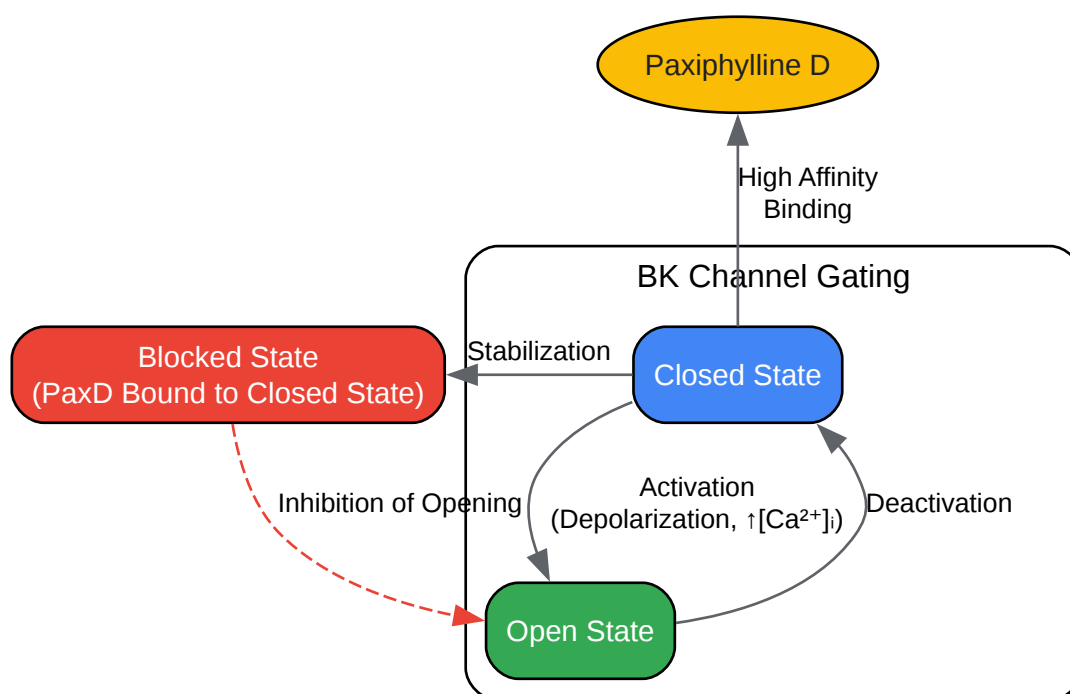 Paxiphylline D
High Affinity
Binding
BK Channel Gating
Blocked State
(PaxD Bound to Closed State)
Stabilization
Closed State
Inhibition of Opening
Activation
(Depolarization, ↑[Ca²⁺]ᵢ)
Deactivation
Open State